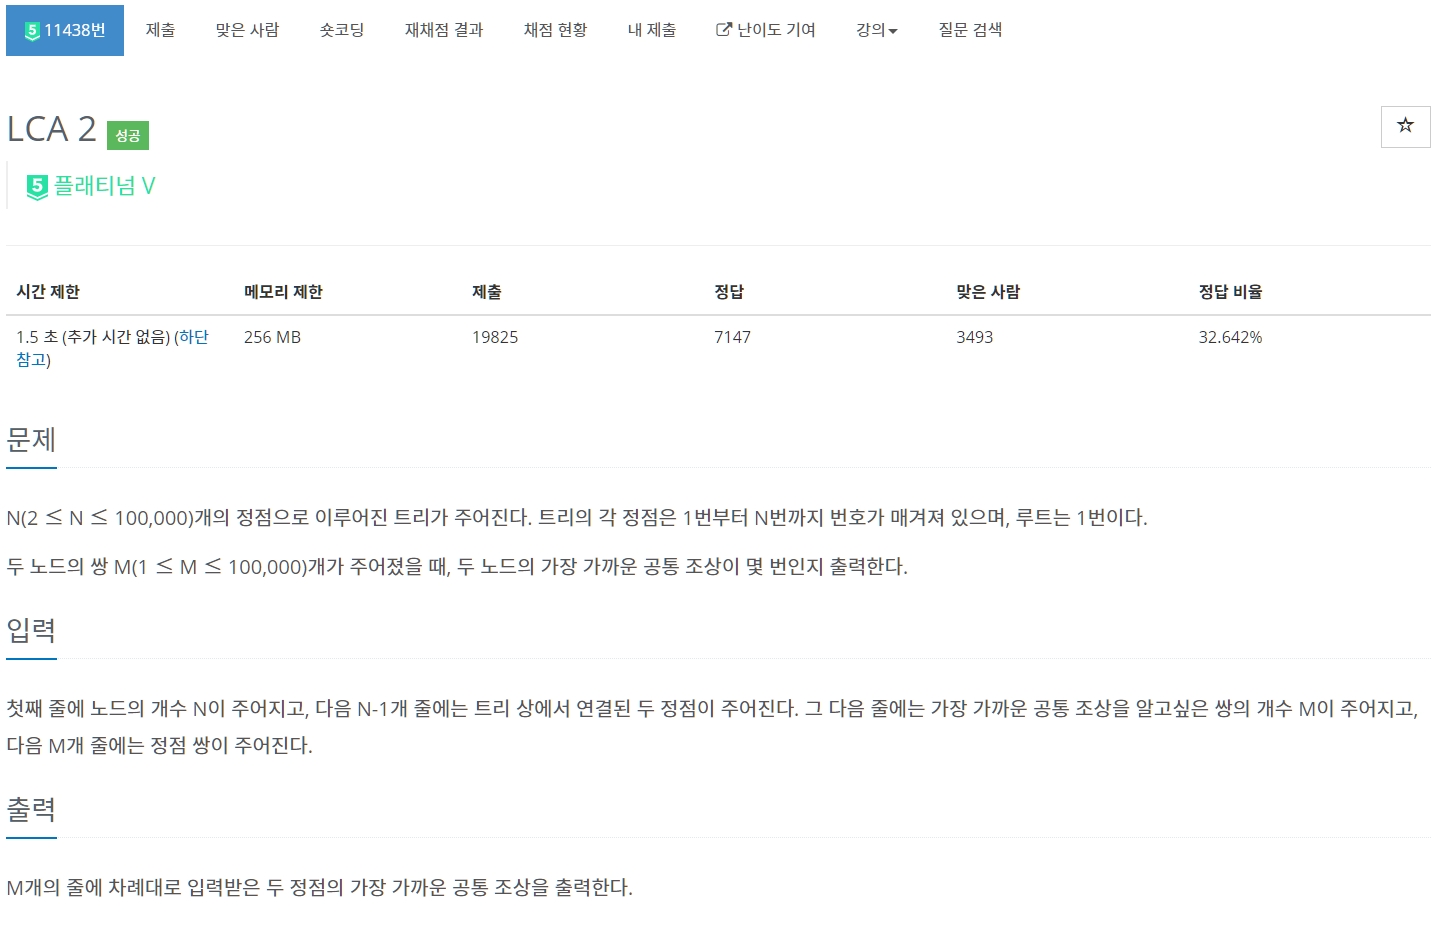 5 11438번 제출 맞은 사람 숏코딩 재채점 결과 채점 현황 내 제출 난이도 기여 강의 질문 검색
LCA 2 성공
5 플래티넘 V
시간 제한 메모리 제한 제출 정답 맞은 사람 정답 비율
1.5 초 (추가 시간 없음) (하단 256 MB 19825 7147 3493 32.642%
참고)
문제
N(2 ≤ N ≤ 100,000)개의 정점으로 이루어진 트리가 주어진다. 트리의 각 정점은 1번부터 N번까지 번호가 매겨져 있으며, 루트는 1번이다.
두 노드의 쌍 M(1 ≤ M ≤ 100,000)개가 주어졌을 때, 두 노드의 가장 가까운 공통 조상이 몇 번인지 출력한다.
입력
첫째 줄에 노드의 개수 N이 주어지고, 다음 N-1개 줄에는 트리 상에서 연결된 두 정점이 주어진다. 그 다음 줄에는 가장 가까운 공통 조상을 알고싶은 쌍의 개수 M이 주어지고,
다음 M개 줄에는 정점 쌍이 주어진다.
출력
M개의 줄에 차례대로 입력받은 두 정점의 가장 가까운 공통 조상을 출력한다.